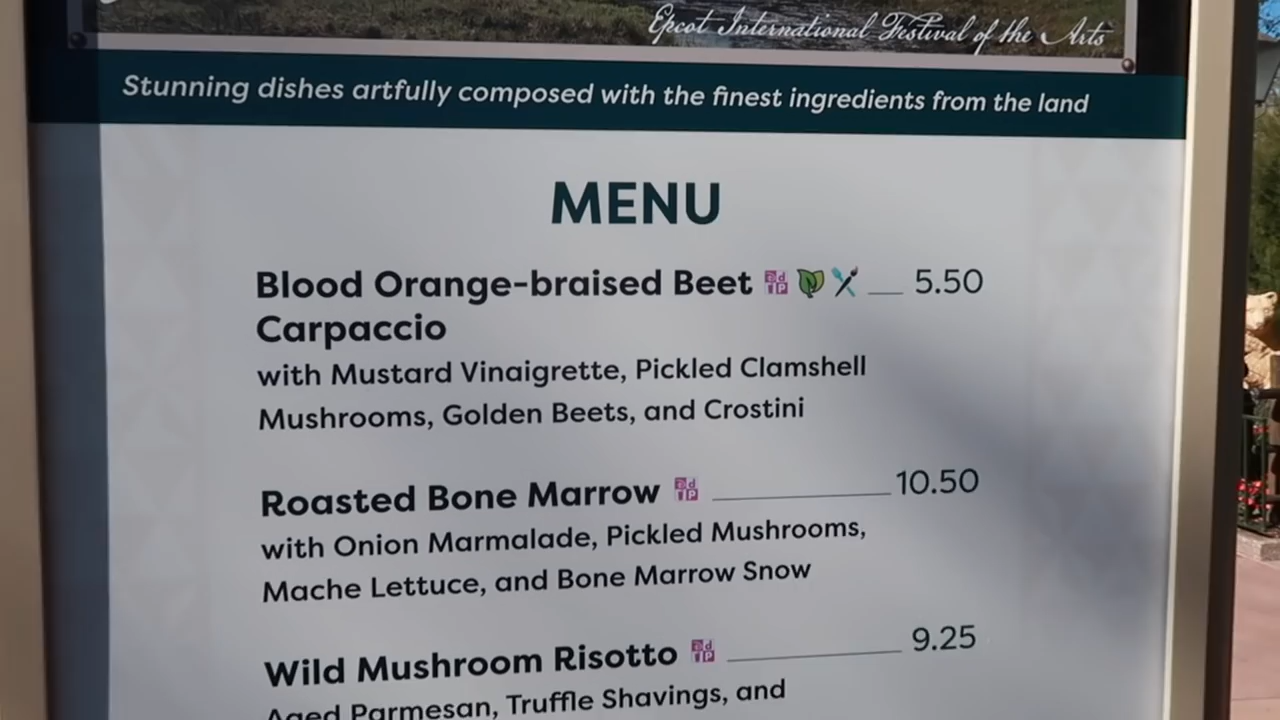 Epcot International Festival of the Arts
Stunning dishes artfully composed with the finest ingredients from the land
MENU
Blood Orange-braised Beet 5.50
Carpaccio
with Mustard Vinaigrette, Pickled Clamshell
Mushrooms, Golden Beets, and Crostini
Roasted Bone Marrow 10.50
with Onion Marmalade, Pickled Mushrooms,
Mache Lettuce, and Bone Marrow Snow
Wild Mushroom Risotto 9.25
Aged Parmesan, Truffle Shavings, and